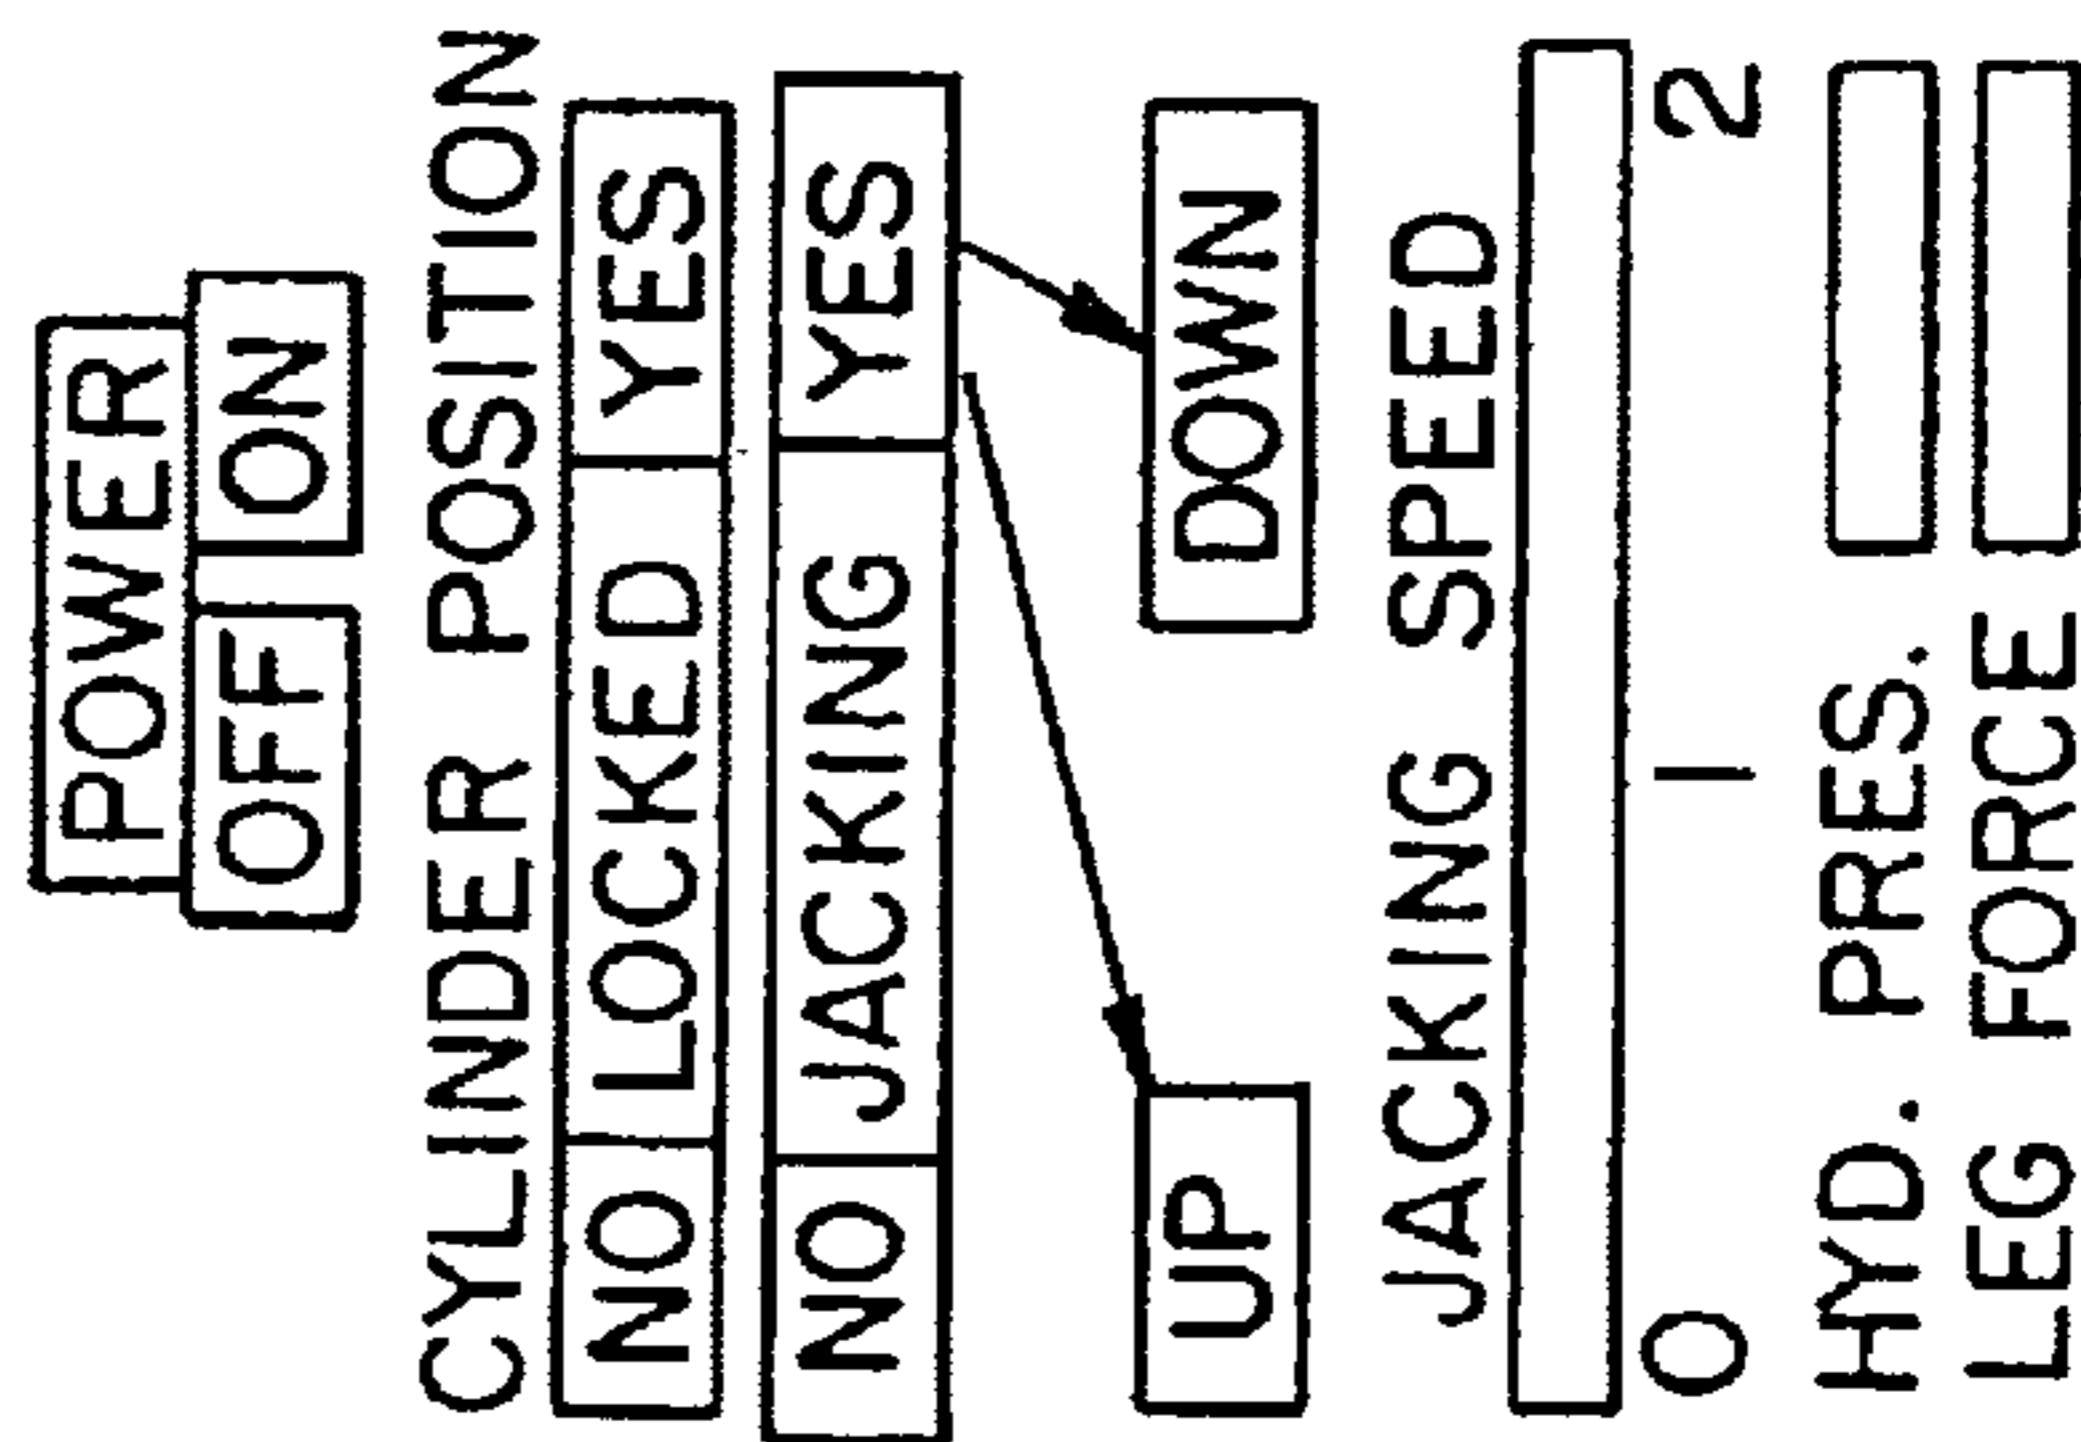 POWER
OFF ON
CYLINDER POSITION
NO LOCKED YES
NO JACKING YES
UP DOWN
JACKING SPEED
0 1 2
HYD. PRES.
LEG FORCE